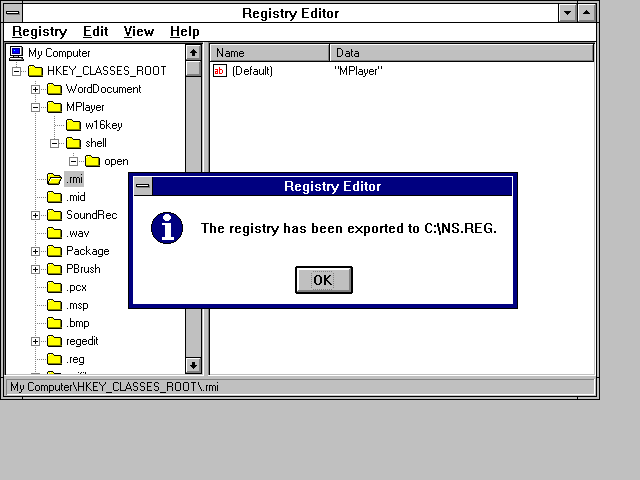 Registry Editor
Registry Edit View Help
My Computer
HKEY_CLASSES_ROOT
WordDocument
MPlayer
w16key
shell
open
.rmi
.mid
SoundRec
.wav
Package
PBrush
.pcx
.msp
.bmp
regedit
.reg
Name Data
ab (Default) "MPlayer"
Registry Editor
The registry has been exported to C:\NS.REG.
OK
My Computer\HKEY_CLASSES_ROOT\.rmi